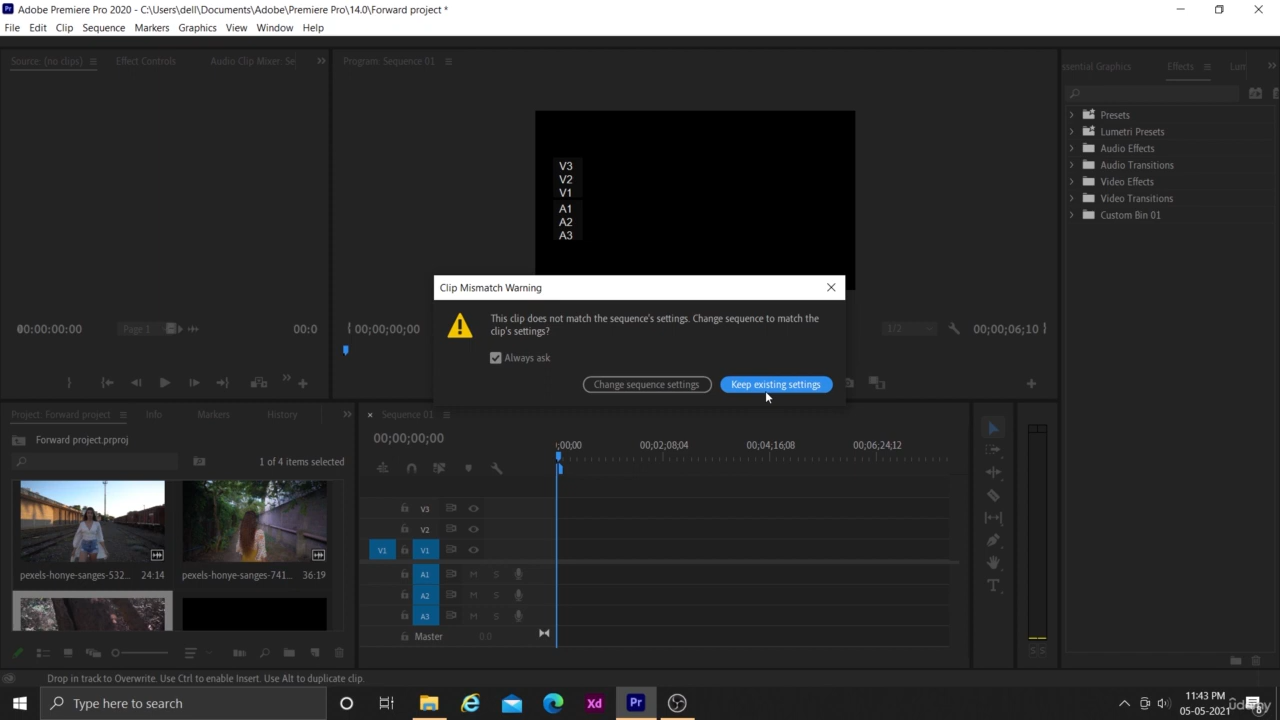 Adobe Premiere Pro 2020 - C:\Users\dell\Documents\Adobe\Premiere Pro\14.0\Forward project *
File Edit Clip Sequence Markers Graphics View Window Help
Source: (no clips) Effect Controls Audio Clip Mixer: Se
Program: Sequence 01
ssential Graphics Effects Lum
Presets
Lumetri Presets
Audio Effects
Audio Transitions
Video Effects
Video Transitions
Custom Bin 01
V3
V2
V1
A1
A2
A3
Clip Mismatch Warning
This clip does not match the sequence's settings. Change sequence to match the
clip's settings?
Always ask
Change sequence settings Keep existing settings
00:00:00:00 Page 1 00:0
00;00;00;00 1/2 00;00;06;10
Project: Forward project Info Markers History
Forward project.prproj
1 of 4 items selected
pexels-honye-sanges-532... 24:14
pexels-honye-sanges-741... 36:19
Sequence 01
00;00;00;00
;00;00 00;02;08;04 00;04;16;08 00;06;24;12
V3
V2
V1 V1
A1 M S
A2 M S
A3 M S
Master 0.0
S S
Drop in track to Overwrite. Use Ctrl to enable Insert. Use Alt to duplicate clip.
Type here to search
Xd Pr
11:43 PM
05-05-2021
8
udemy